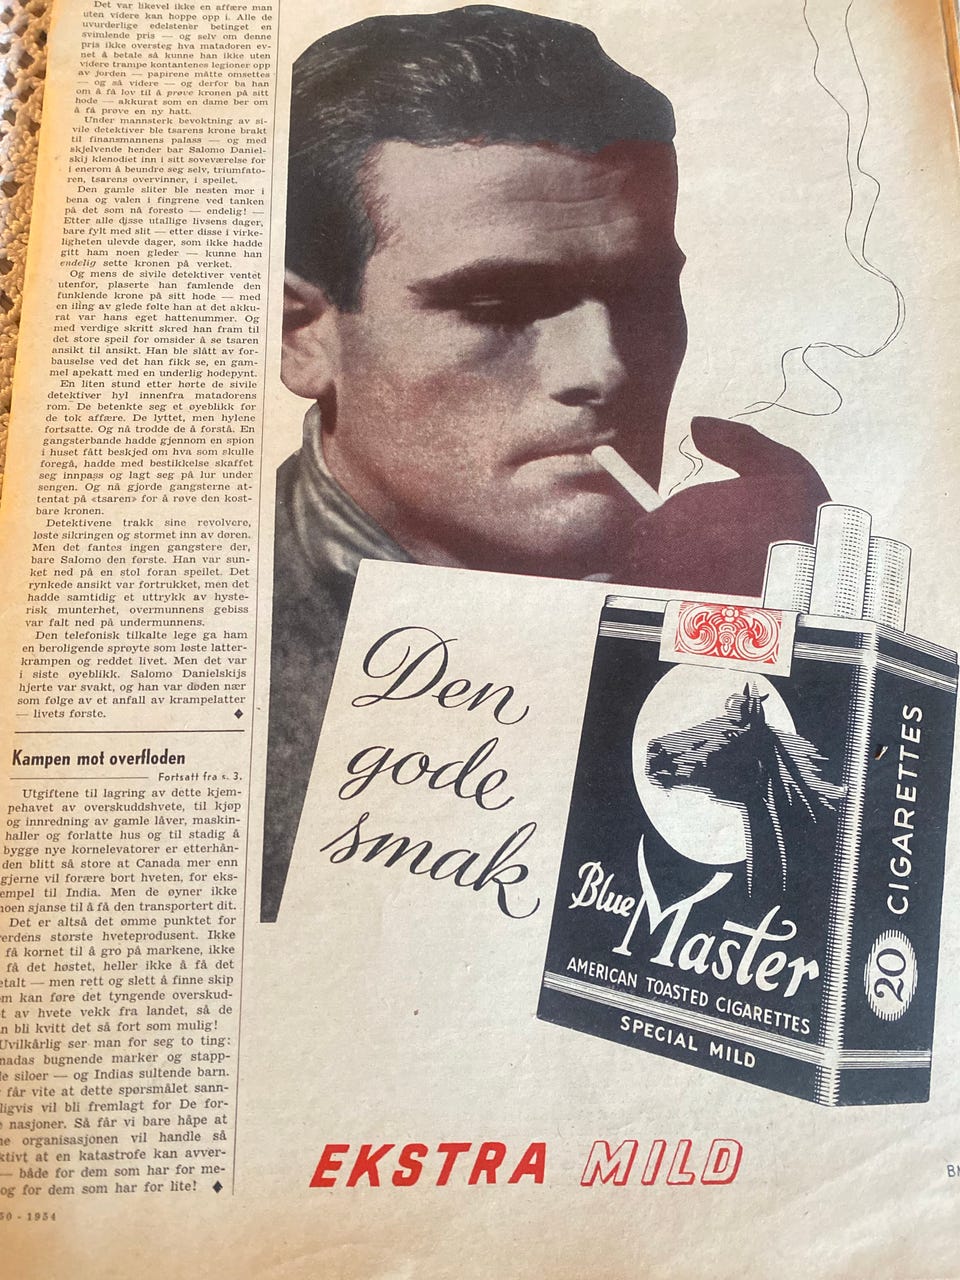 Det var likevel ikke en affære man
uten videre kan hoppe opp i. Alle de
uvurderlige edelstener betinget en
svimlende pris — og selv om denne
pris ikke oversteg hva matadoren ev-
net å betale så kunne han ikke uten
videre trampe kontantenes legioner opp
av jorden — papirene måtte omsettes
— og så videre — og derfor ba han
om å få lov til å prøve kronen på sitt
hode — akkurat som en dame ber om
å få prøve en ny hatt.
Under mannsterk bevoktning av si-
vile detektiver ble tsarens krone brakt
til finansmannens palass — og med
skjelvende hender bar Salomo Daniel-
skij klenodiet inn i sitt soveværelse for
i enerom å beundre seg selv, triumfato-
ren, tsarens overvinner, i speilet.
Den gamle sliter ble nesten mør i
bena og valen i fingrene ved tanken
på det som nå foresto — endelig! —
Etter alle disse utallige livsens dager,
bare fylt med slit — etter disse i virke-
ligheten ulevde dager, som ikke hadde
gitt ham noen gleder — kunne han
endelig sette kronen på verket.
Og mens de sivile detektiver ventet
utenfor, plaserte han famlende den
funklende krone på sitt hode — med
en iling av glede følte han at det akku-
rat var hans eget hattenummer. Og
med verdige skritt skred han fram til
det store speil for omsider å se tsaren
ansikt til ansikt. Han ble slått av for-
bauselse ved det han fikk se, en gam-
mel apekatt med en underlig hodepynt.
En liten stund etter hørte de sivile
detektiver hyl innenfra matadorens
rom. De betenkte seg et øyeblikk før
de tok affære. De lyttet, men hylene
fortsatte. Og nå trodde de å forstå. En
gangsterbande hadde gjennom en spion
i huset fått beskjed om hva som skulle
foregå, hadde med bestikkelse skaffet
seg innpass og lagt seg på lur under
sengen. Og nå gjorde gangsterne at-
tentat på «tsaren» for å røve den kost-
bare kronen.
Detektivene trakk sine revolvere,
løste sikringen og stormet inn av døren.
Men det fantes ingen gangstere der,
bare Salomo den første. Han var sun-
ket ned på en stol foran speilet. Det
rynkede ansikt var fortrukket, men det
hadde samtidig et uttrykk av hyste-
risk munterhet, overmunnens gebiss
var falt ned på undermunnens.
Den telefonisk tilkalte lege ga ham
en beroligende sprøyte som løste latter-
krampen og reddet livet. Men det var
i siste øyeblikk. Salomo Danielskijs
hjerte var svakt, og han var døden nær
som følge av et anfall av krampelatter
— livets første. ◆
Kampen mot overfloden
Fortsatt fra s. 3.
Utgiftene til lagring av dette kjem-
pehavet av overskuddshvete, til kjøp
og innredning av gamle låver, maskin-
haller og forlatte hus og til stadig å
bygge nye kornelevatorer er etterhån-
den blitt så store at Canada mer enn
gjerne vil forære bort hveten, for eks-
empel til India. Men de øyner ikke
noen sjanse til å få den transportert dit.
Det er altså det ømme punktet for
verdens største hveteprodusent. Ikke
få kornet til å gro på markene, ikke
få det høstet, heller ikke å få det
etalt — men rett og slett å finne skip
om kan føre det tyngende overskud-
t av hvete vekk fra landet, så de
n bli kvitt det så fort som mulig!
Uvilkårlig ser man for seg to ting:
nadas bugnende marker og stapp-
le siloer — og Indias sultende barn.
får vite at dette spørsmålet sann-
ligvis vil bli fremlagt for De for-
nasjoner. Så får vi bare håpe at
ne organisasjonen vil handle så
ktivt at en katastrofe kan avver-
— både for dem som har for me-
og for dem som har for lite! ◆
50 - 1954
Den
gode
smak
Blue Master
AMERICAN TOASTED CIGARETTES
SPECIAL MILD
CIGARETTES
20
EKSTRA MILD